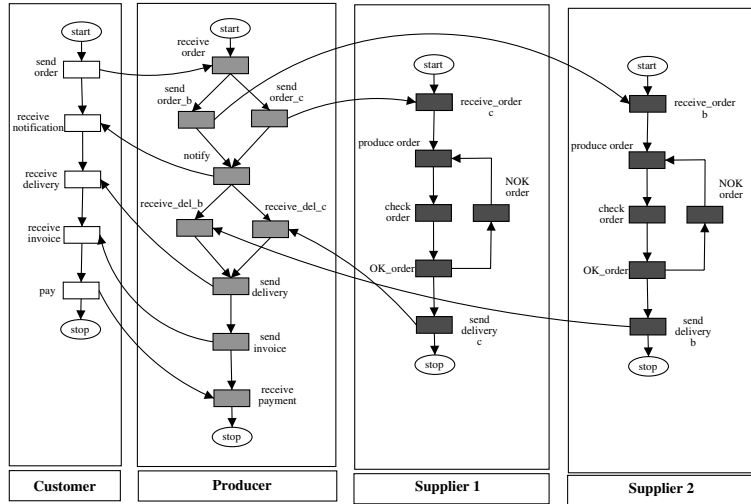 start
send
order
receive
notification
receive
delivery
receive
invoice
pay
stop
Customer
start
receive
order
send
order_b
send
order_c
notify
receive_del_b
receive_del_c
send
delivery
send
invoice
receive
payment
stop
Producer
start
receive_order
c
produce order
NOK
order
check
order
OK_order
send
delivery
c
stop
Supplier 1
start
receive_order
b
produce order
NOK
order
check
order
OK_order
send
delivery
b
stop
Supplier 2